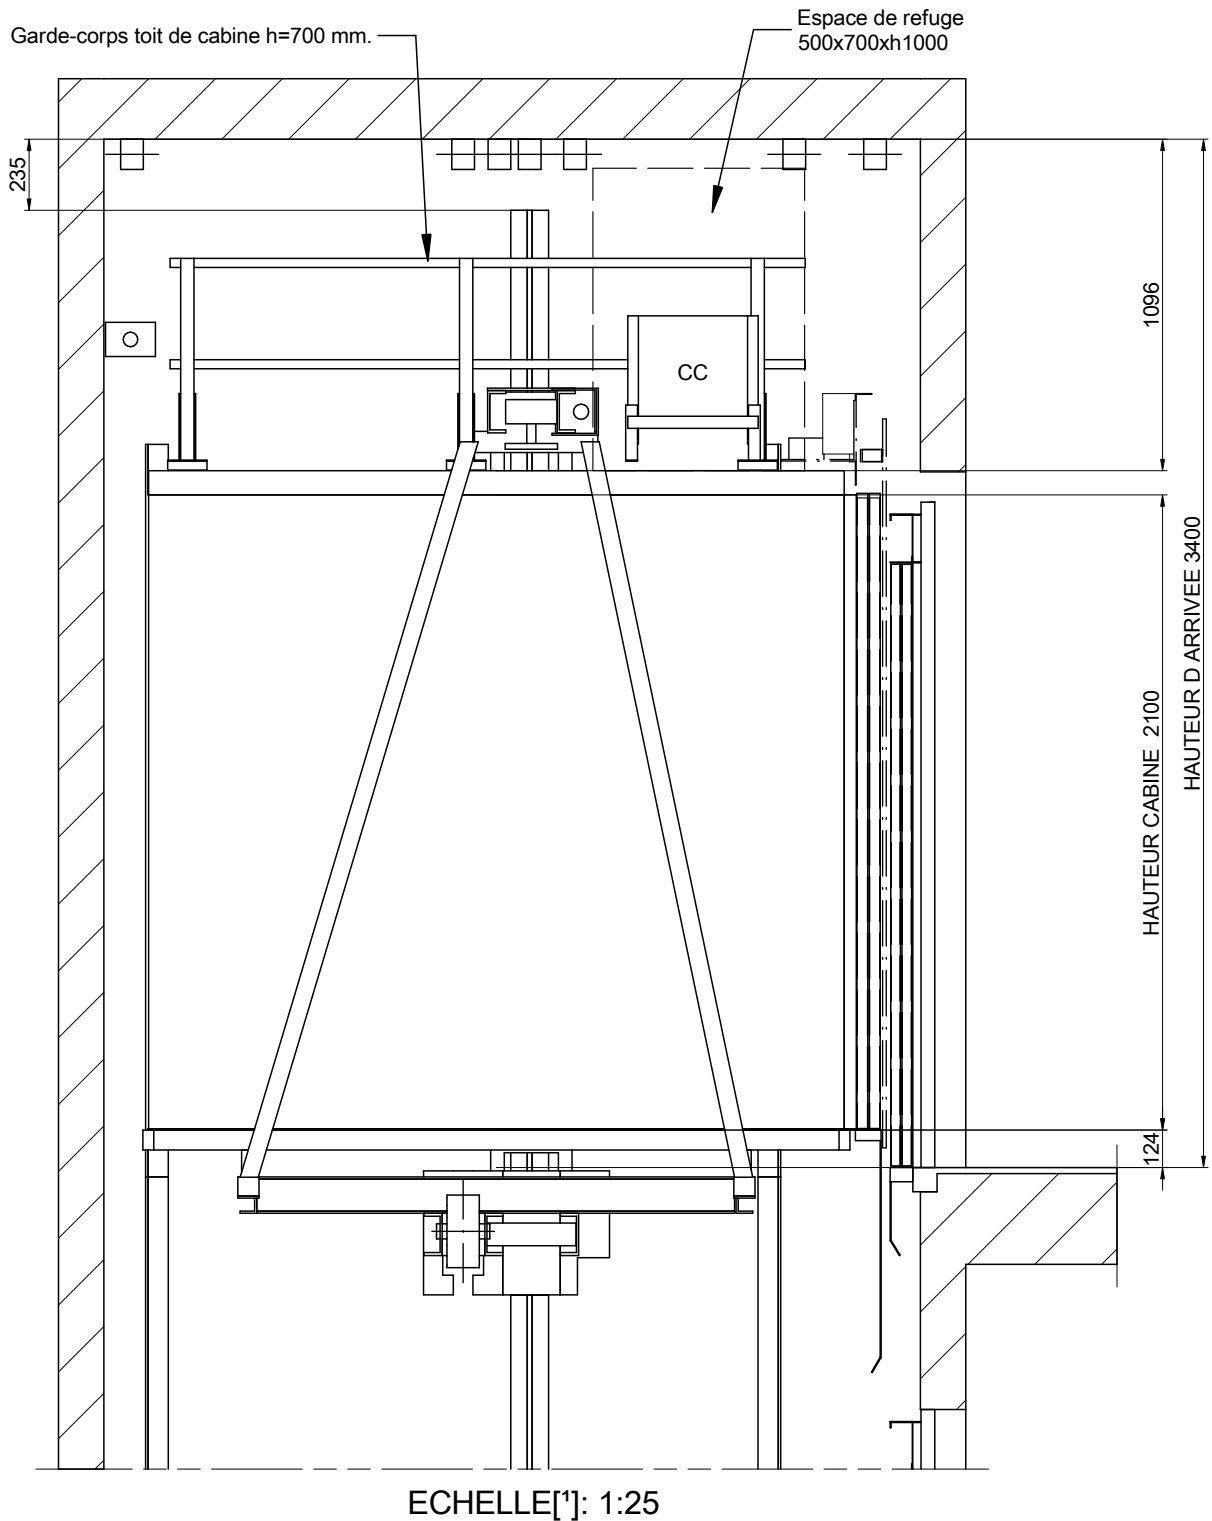 Garde-corps toit de cabine h=700 mm.
Espace de refuge
500x700xh1000
235
1096
CC
HAUTEUR CABINE 2100
HAUTEUR D ARRIVEE 3400
124
ECHELLE[¹]: 1:25